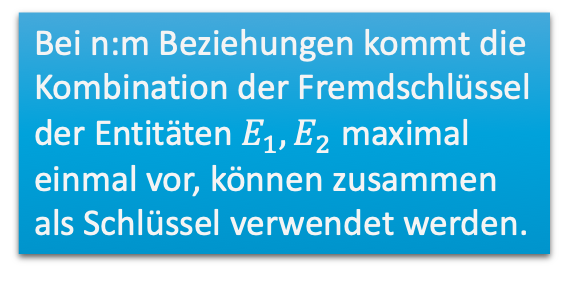 Bei n:m Beziehungen kommt die
Kombination der Fremdschlüssel
der Entitäten E₁, E₂ maximal
einmal vor, können zusammen
als Schlüssel verwendet werden.